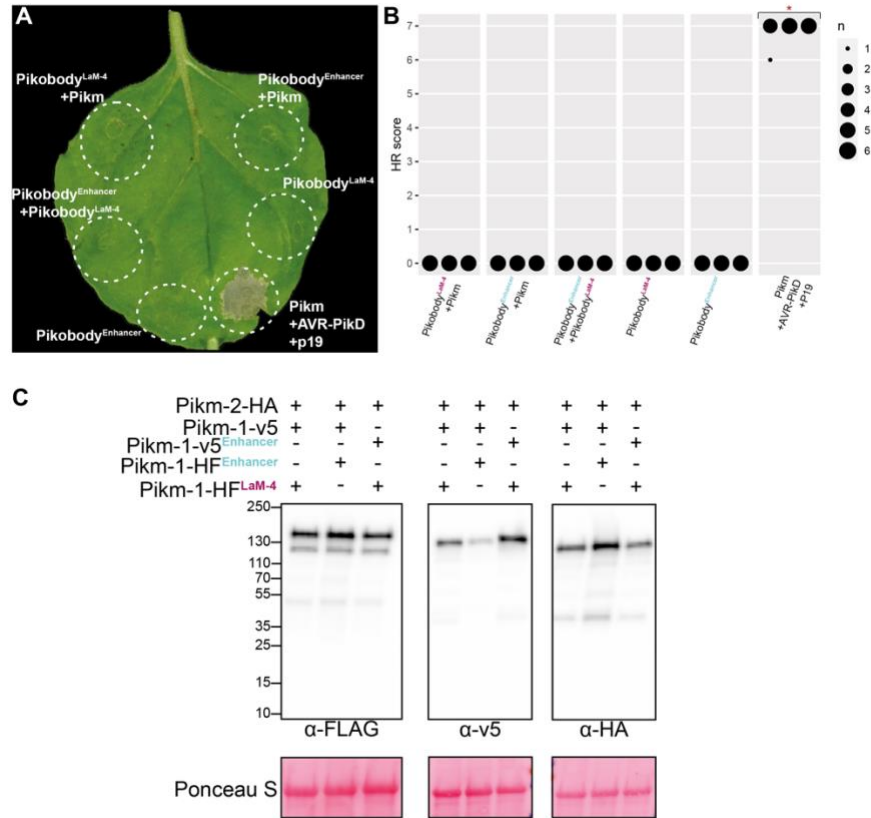 A
Pikobody^LaM-4
+Pikm
Pikobody^Enhancer
+Pikm
Pikobody^Enhancer
+Pikobody^LaM-4
Pikobody^LaM-4
Pikobody^Enhancer
Pikm
+AVR-PikD
+p19
B
*
HR score
7
6
5
4
3
2
1
0
n
1
2
3
4
5
6
Pikobody^LaM-4
+Pikm
Pikobody^Enhancer
+Pikm
Pikobody^Enhancer
+Pikobody^LaM-4
Pikobody^LaM-4
Pikobody^Enhancer
Pikm
+AVR-PikD
+P19
C
Pikm-2-HA + + + + + + + + +
Pikm-1-v5 + + - + + - + + -
Pikm-1-v5^Enhancer - - + - - + - - +
Pikm-1-HF^Enhancer - + - - + - - + -
Pikm-1-HF^LaM-4 + - + + - + + - +
250
130
110
70
55
35
25
15
10
α-FLAG α-v5 α-HA
Ponceau S